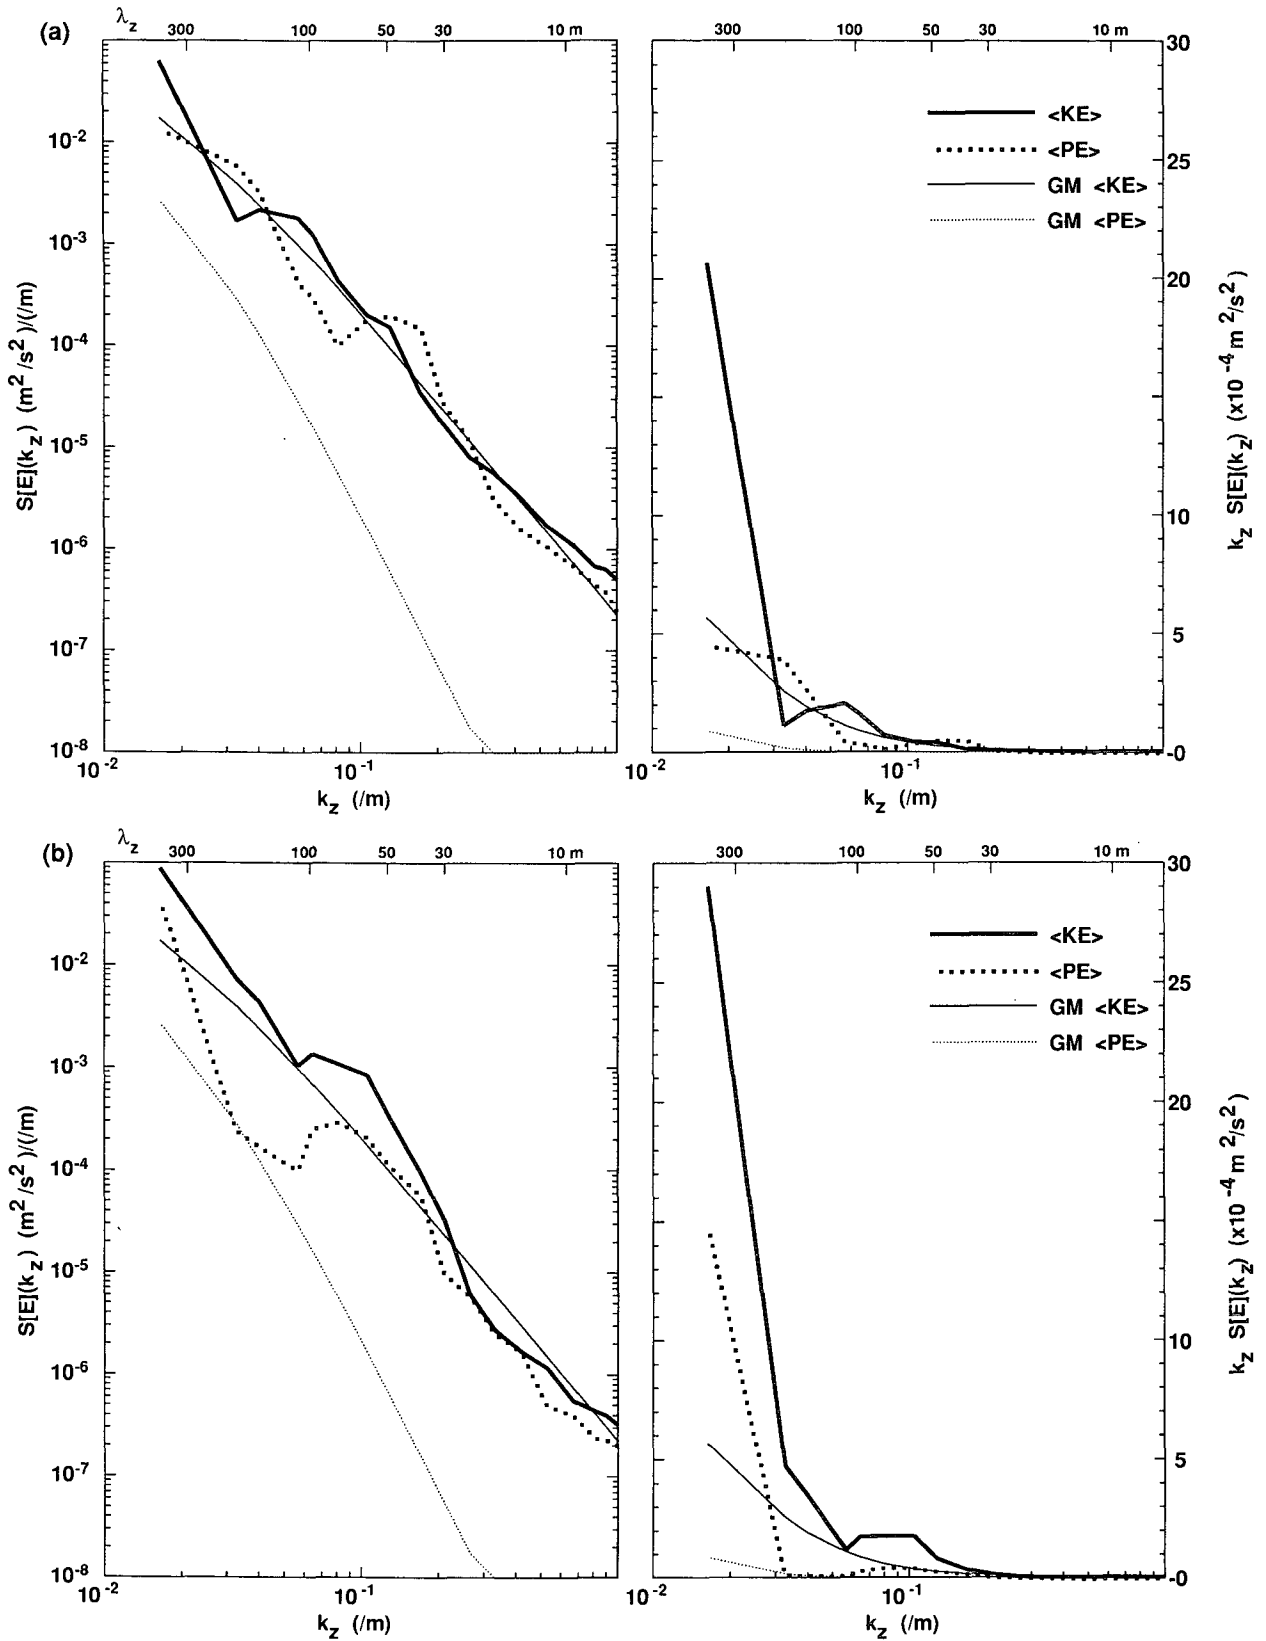 (a)
λz 300 100 50 30 10 m
10-2
10-3
10-4
10-5
10-6
10-7
10-8
S[E](kz) (m2/s2)/(/m)
10-2 10-1
kz (/m)
300 100 50 30 10 m
<KE>
<PE>
GM <KE>
GM <PE>
30
25
20
10
5
-0
kz S[E](kz) (x10-4 m2/s2)
10-2 10-1
kz (/m)
(b)
λz 300 100 50 30 10 m
10-2
10-3
10-4
10-5
10-6
10-7
10-8
S[E](kz) (m2/s2)/(/m)
10-2 10-1
kz (/m)
300 100 50 30 10 m
<KE>
<PE>
GM <KE>
GM <PE>
30
25
20
10
5
-0
kz S[E](kz) (x10-4 m2/s2)
10-2 10-1
kz (/m)